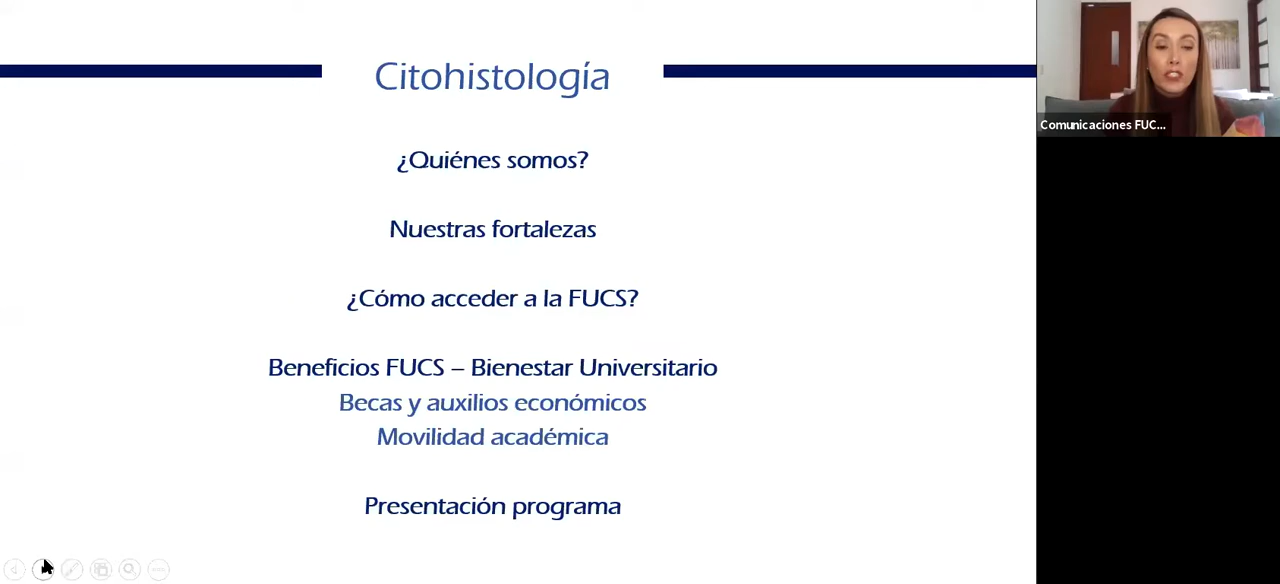 Citohistología
¿Quiénes somos?
Nuestras fortalezas
¿Cómo acceder a la FUCS?
Beneficios FUCS – Bienestar Universitario
Becas y auxilios económicos
Movilidad académica
Presentación programa
Comunicaciones FUC...